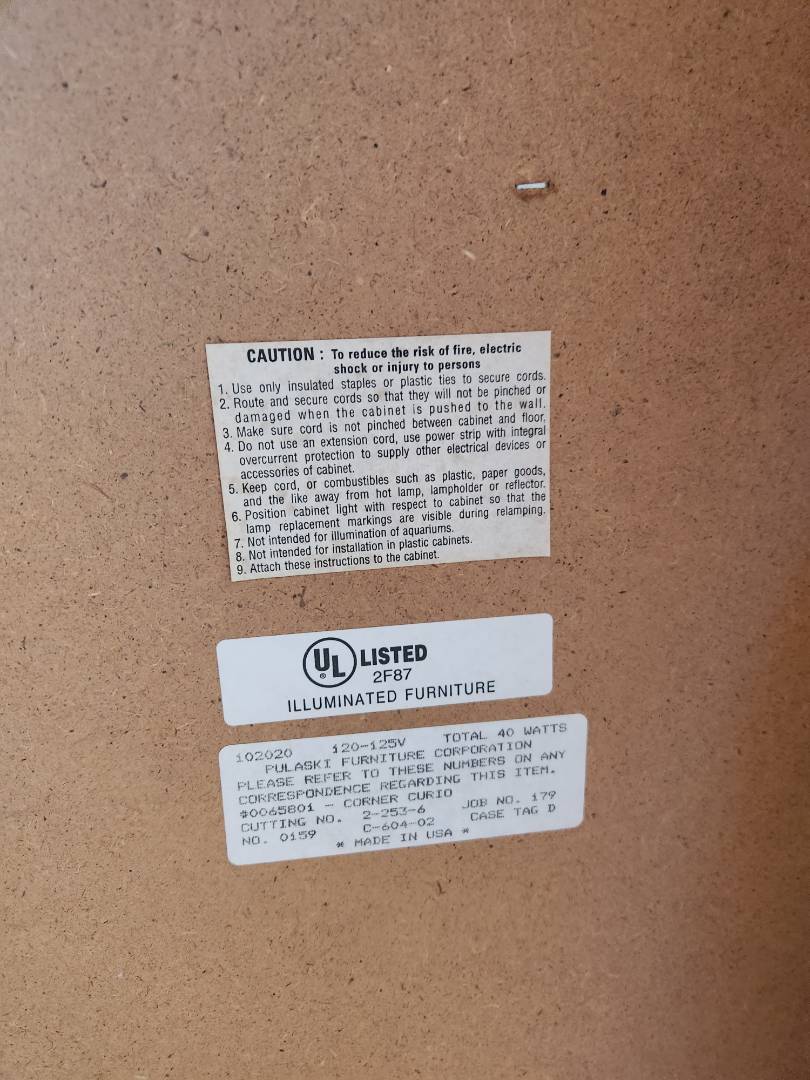 CAUTION : To reduce the risk of fire, electric
shock or injury to persons
1. Use only insulated staples or plastic ties to secure cords.
2. Route and secure cords so that they will not be pinched or
damaged when the cabinet is pushed to the wall.
3. Make sure cord is not pinched between cabinet and floor.
4. Do not use an extension cord, use power strip with integral
overcurrent protection to supply other electrical devices or
accessories of cabinet.
5. Keep cord, or combustibles such as plastic, paper goods,
and the like away from hot lamp, lampholder or reflector.
6. Position cabinet light with respect to cabinet so that the
lamp replacement markings are visible during relamping.
7. Not intended for illumination of aquariums.
8. Not intended for installation in plastic cabinets.
9. Attach these instructions to the cabinet.
UL ® LISTED
2F87
ILLUMINATED FURNITURE
102020 120-125V TOTAL 40 WATTS
PULASKI FURNITURE CORPORATION
PLEASE REFER TO THESE NUMBERS ON ANY
CORRESPONDENCE REGARDING THIS ITEM.
#0065801 - CORNER CURIO
CUTTING NO. 2-253-6 JOB NO. 179
NO. 0159 C-604-02 CASE TAG D
* MADE IN USA *